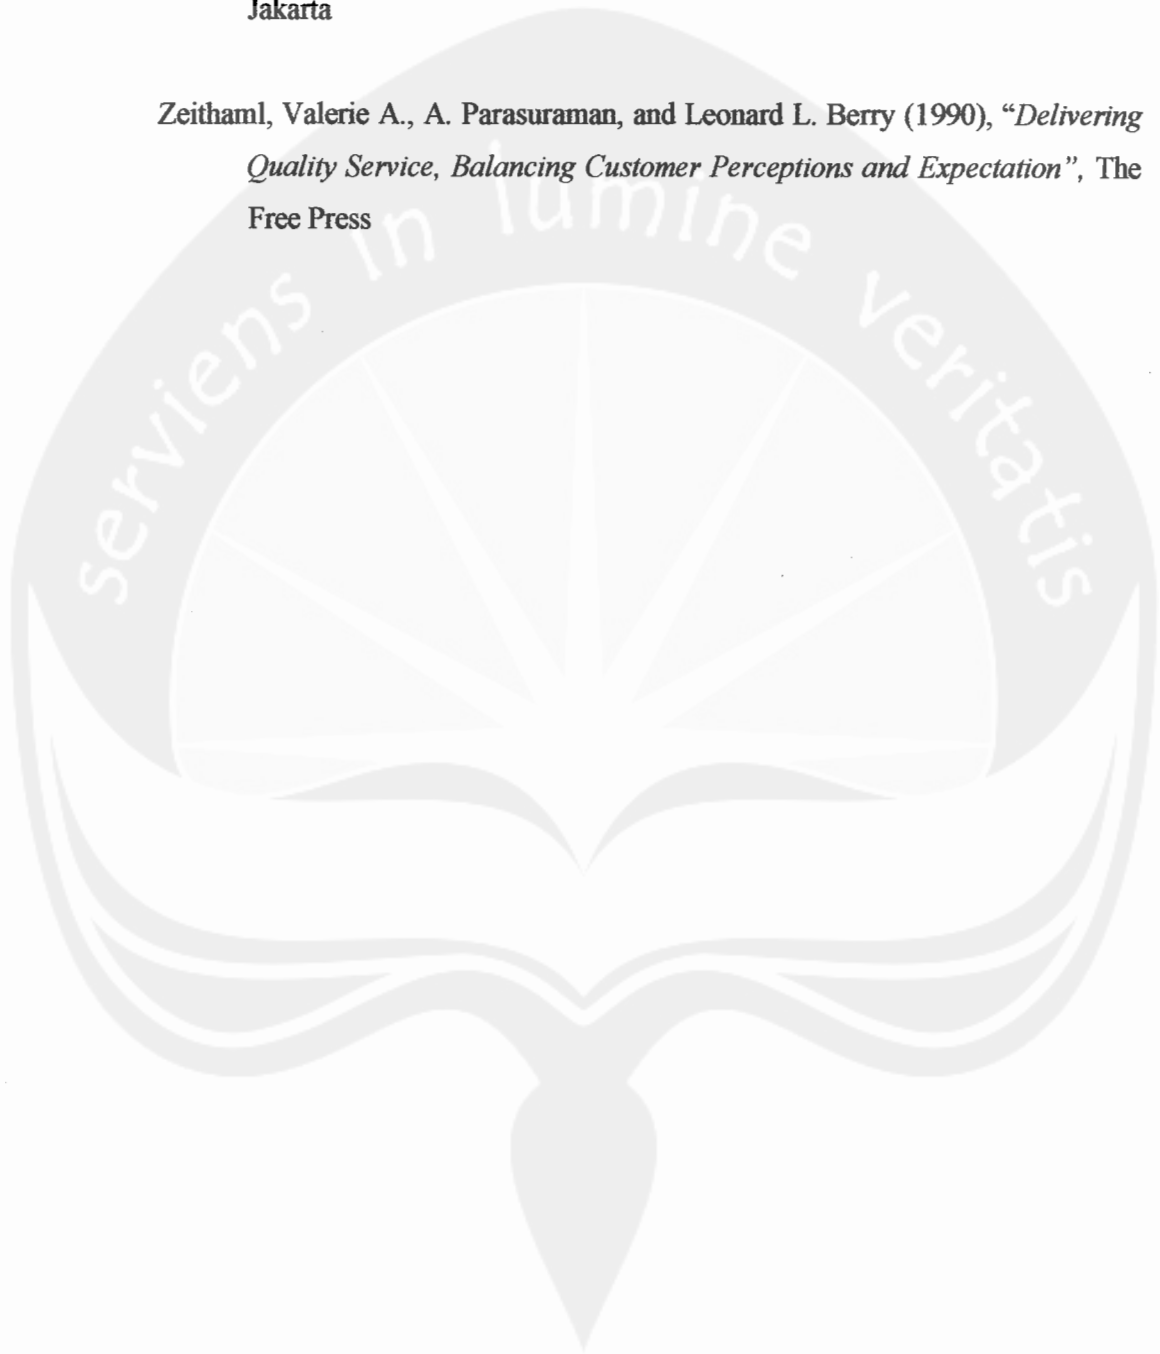 Jakarta
Zeithaml, Valerie A., A. Parasuraman, and Leonard L. Berry (1990), “Delivering
Quality Service, Balancing Customer Perceptions and Expectation”, The
Free Press
serviens in lumine veritatis